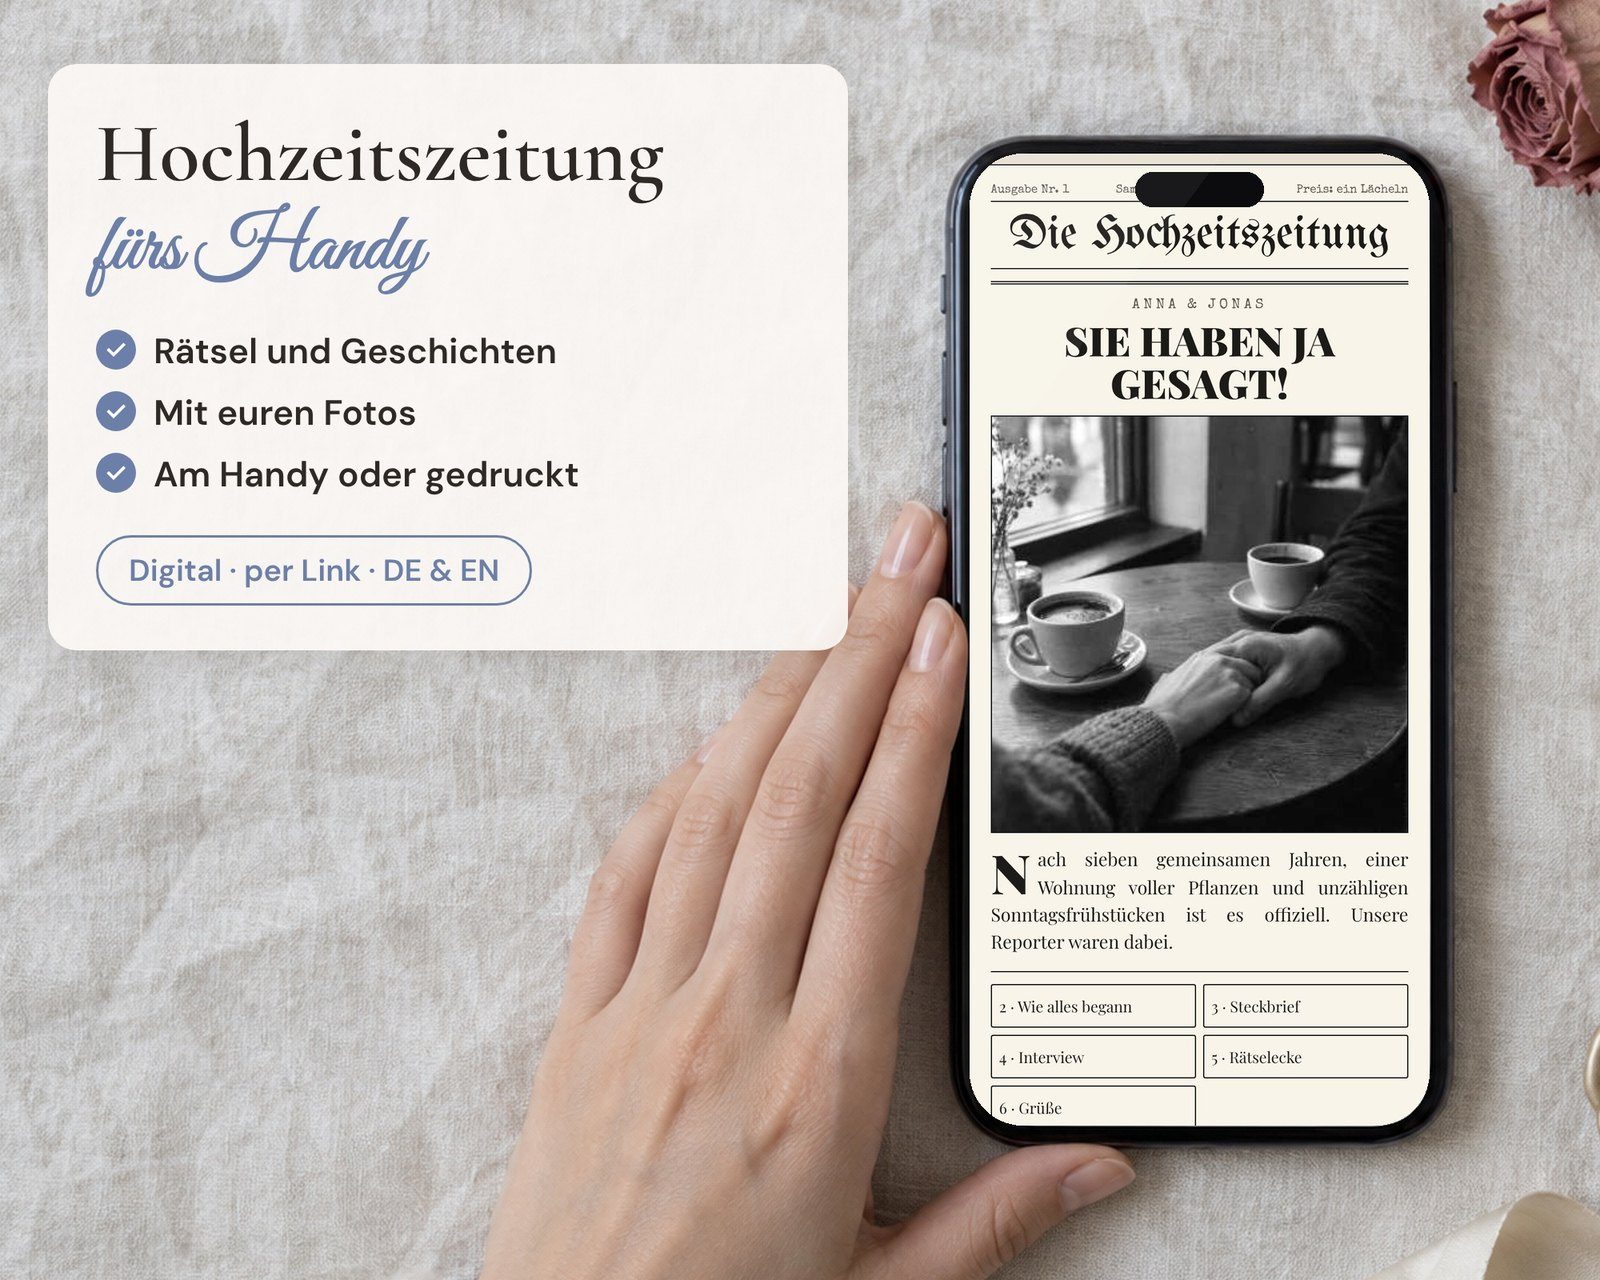 Hochzeitszeitung
fürs Handy
Rätsel und Geschichten
Mit euren Fotos
Am Handy oder gedruckt
Digital · per Link · DE & EN
Ausgabe Nr. 1
Preis: ein Lächeln
Die Hochzeitszeitung
ANNA & JONAS
SIE HABEN JA
GESAGT!
Nach sieben gemeinsamen Jahren, einer
Wohnung voller Pflanzen und unzähligen
Sonntagsfrühstücken ist es offiziell. Unsere
Reporter waren dabei.
2 · Wie alles begann
3 · Steckbrief
4 · Interview
5 · Rätselecke
6 · Grüße